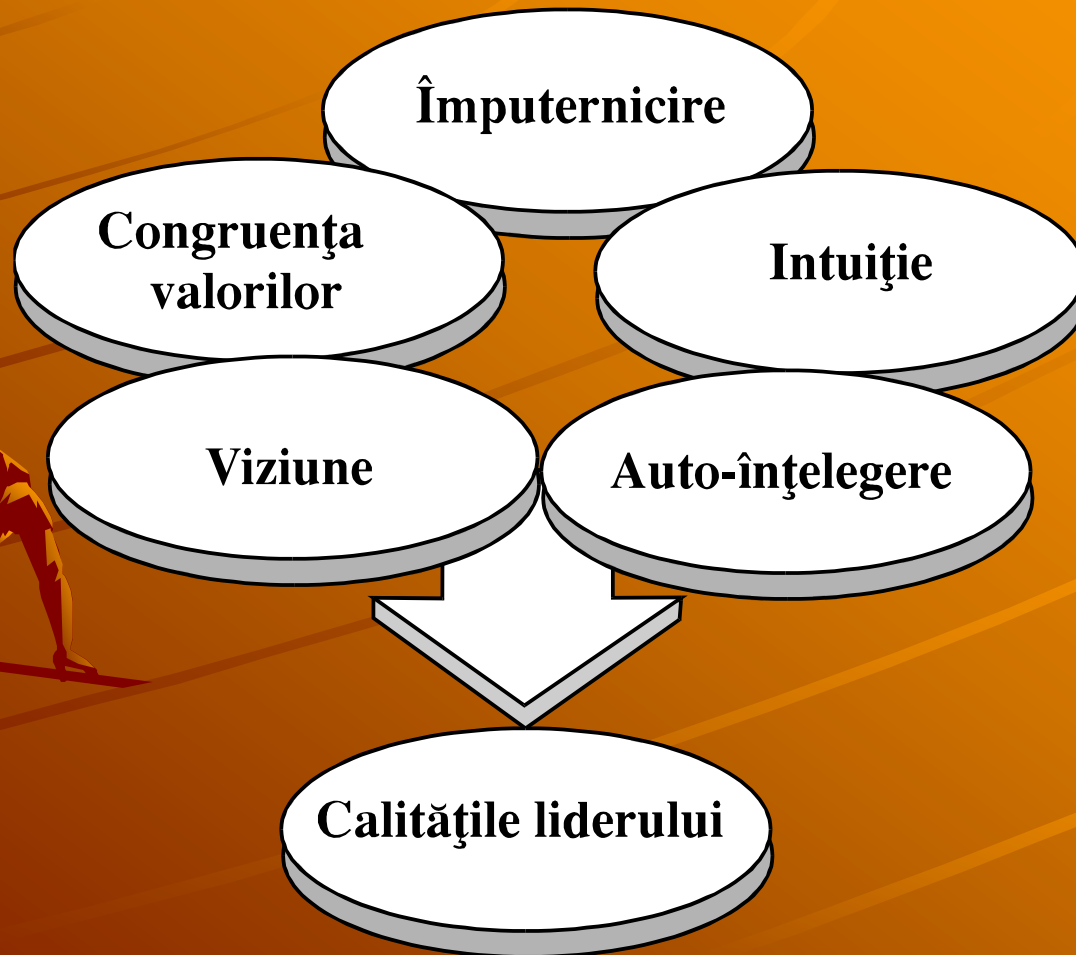 Împuternicire
Congruenţa
valorilor
Intuiţie
Viziune
Auto-înţelegere
Calităţile liderului